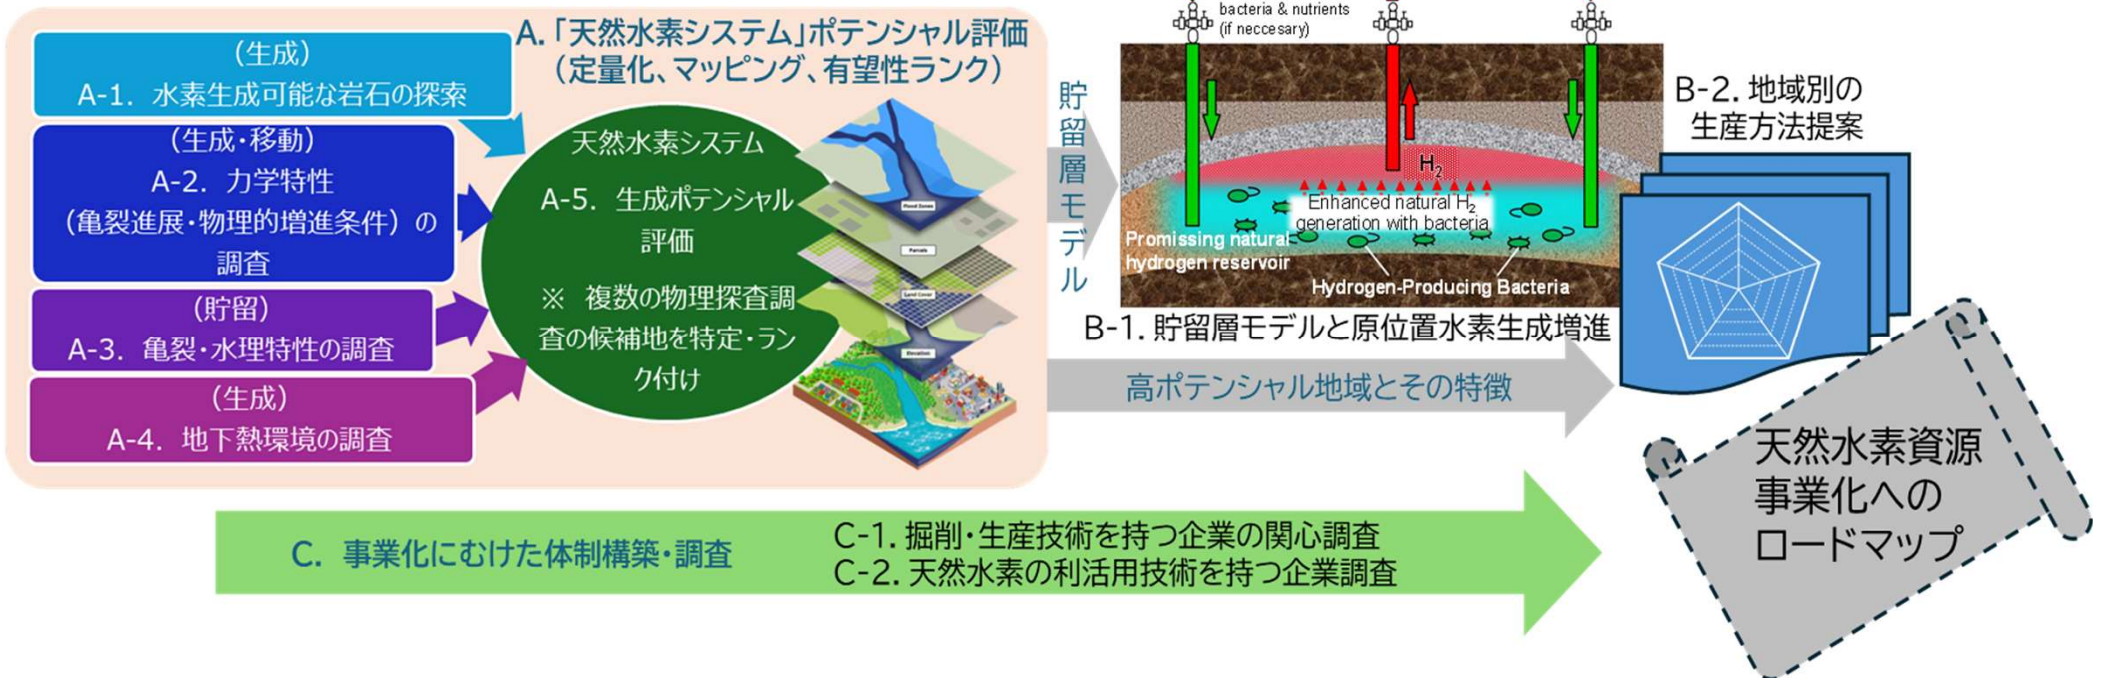 A.「天然水素システム」ポテンシャル評価
（定量化、マッピング、有望性ランク）
（生成）
A-1. 水素生成可能な岩石の探索
（生成・移動）
A-2. 力学特性
（亀裂進展・物理的増進条件）の
調査
（貯留）
A-3. 亀裂・水理特性の調査
（生成）
A-4. 地下熱環境の調査
天然水素システム
A-5. 生成ポテンシャル
評価
※ 複数の物理探査調
査の候補地を特定・ラン
ク付け
Flood Zones
Parcels
Land Cover
Elevation
貯留層モデル
bacteria & nutrients
(if neccesary)
H2
Enhanced natural H2
generation with bacteria
Promissing natural
hydrogen reservoir
Hydrogen-Producing Bacteria
B-1. 貯留層モデルと原位置水素生成増進
B-2. 地域別の
生産方法提案
高ポテンシャル地域とその特徴
C. 事業化にむけた体制構築・調査
C-1. 掘削・生産技術を持つ企業の関心調査
C-2. 天然水素の利活用技術を持つ企業調査
天然水素資源
事業化への
ロードマップ